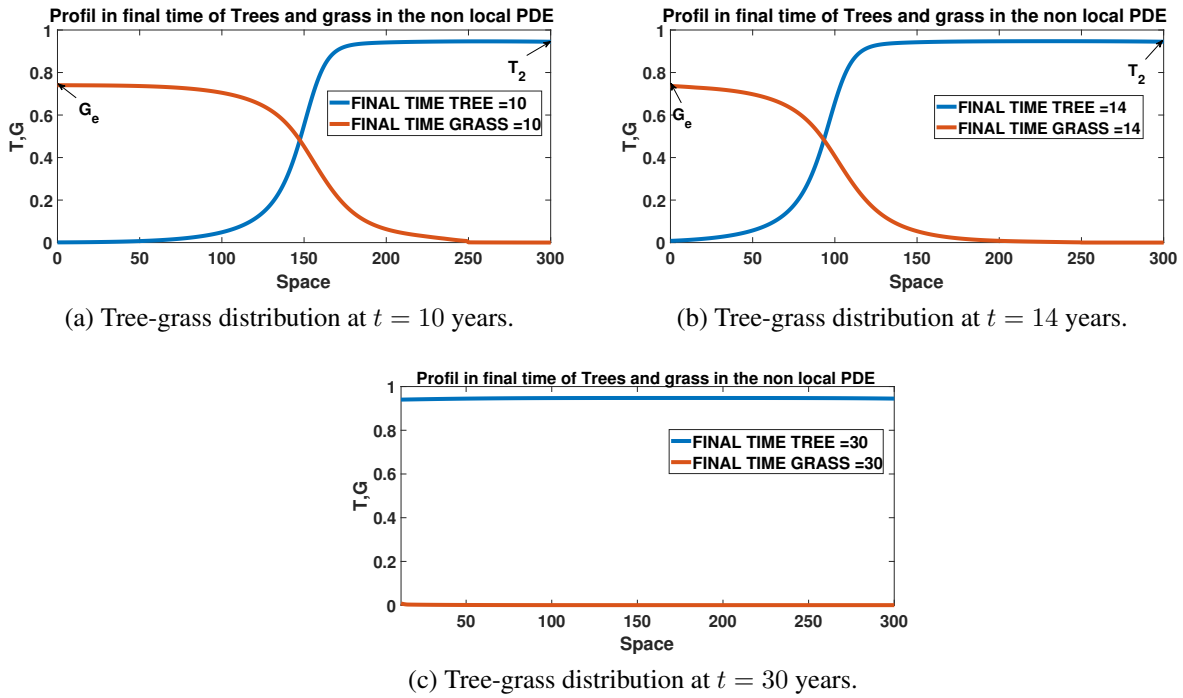 Profil in final time of Trees and grass in the non local PDE
1
0.8
0.6
0.4
0.2
0
T,G
G_e
T_2
FINAL TIME TREE =10
FINAL TIME GRASS =10
0 50 100 150 200 250 300
Space
(a) Tree-grass distribution at t = 10 years.
Profil in final time of Trees and grass in the non local PDE
1
0.8
0.6
0.4
0.2
0
T,G
G_e
T_2
FINAL TIME TREE =14
FINAL TIME GRASS =14
0 50 100 150 200 250 300
Space
(b) Tree-grass distribution at t = 14 years.
Profil in final time of Trees and grass in the non local PDE
1
0.8
0.6
0.4
0.2
0
T,G
FINAL TIME TREE =30
FINAL TIME GRASS =30
50 100 150 200 250 300
Space
(c) Tree-grass distribution at t = 30 years.